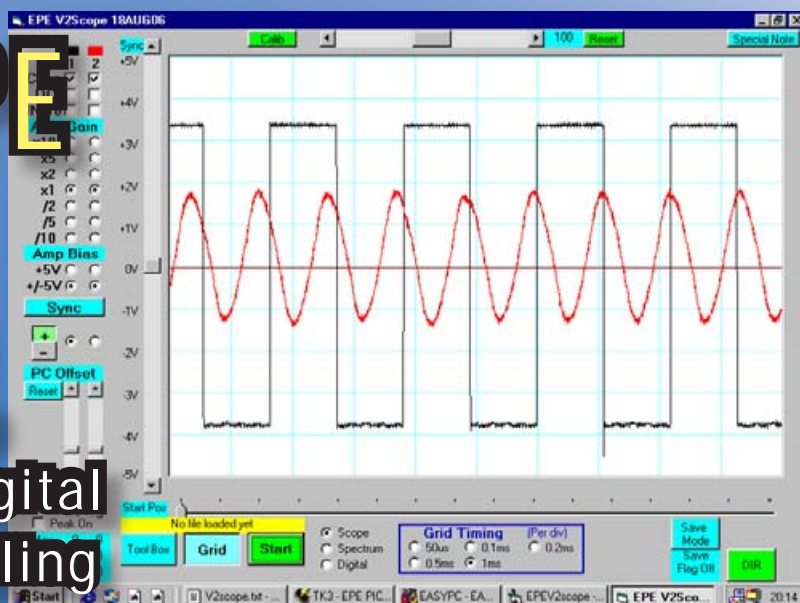 EPE V2Scope 18AUG06
E
Sync
Calib
100
Reset
Special Note
1 2
+5V
+4V
+3V
+2V
+1V
0V
-1V
-2V
-3V
-4V
-5V
Gain
x5
x2
x1
/2
/5
/10
Amp Bias
+5V
+/-5V
Sync
+
-
PC Offset
Reset
gital
ling
Start Pos
Peak On
No file loaded yet
Tool Box
Grid
Start
Scope
Spectrum
Digital
Grid Timing (Per div)
50us 0.1ms 0.2ms
0.5ms 1ms
Save Mode
Save Flag Off
DIR
Start
V2scope.txt - ...
TK3 - EPE PIC...
EASYPC - EA...
EPEV2scope -...
EPE V2Sco...
20:14